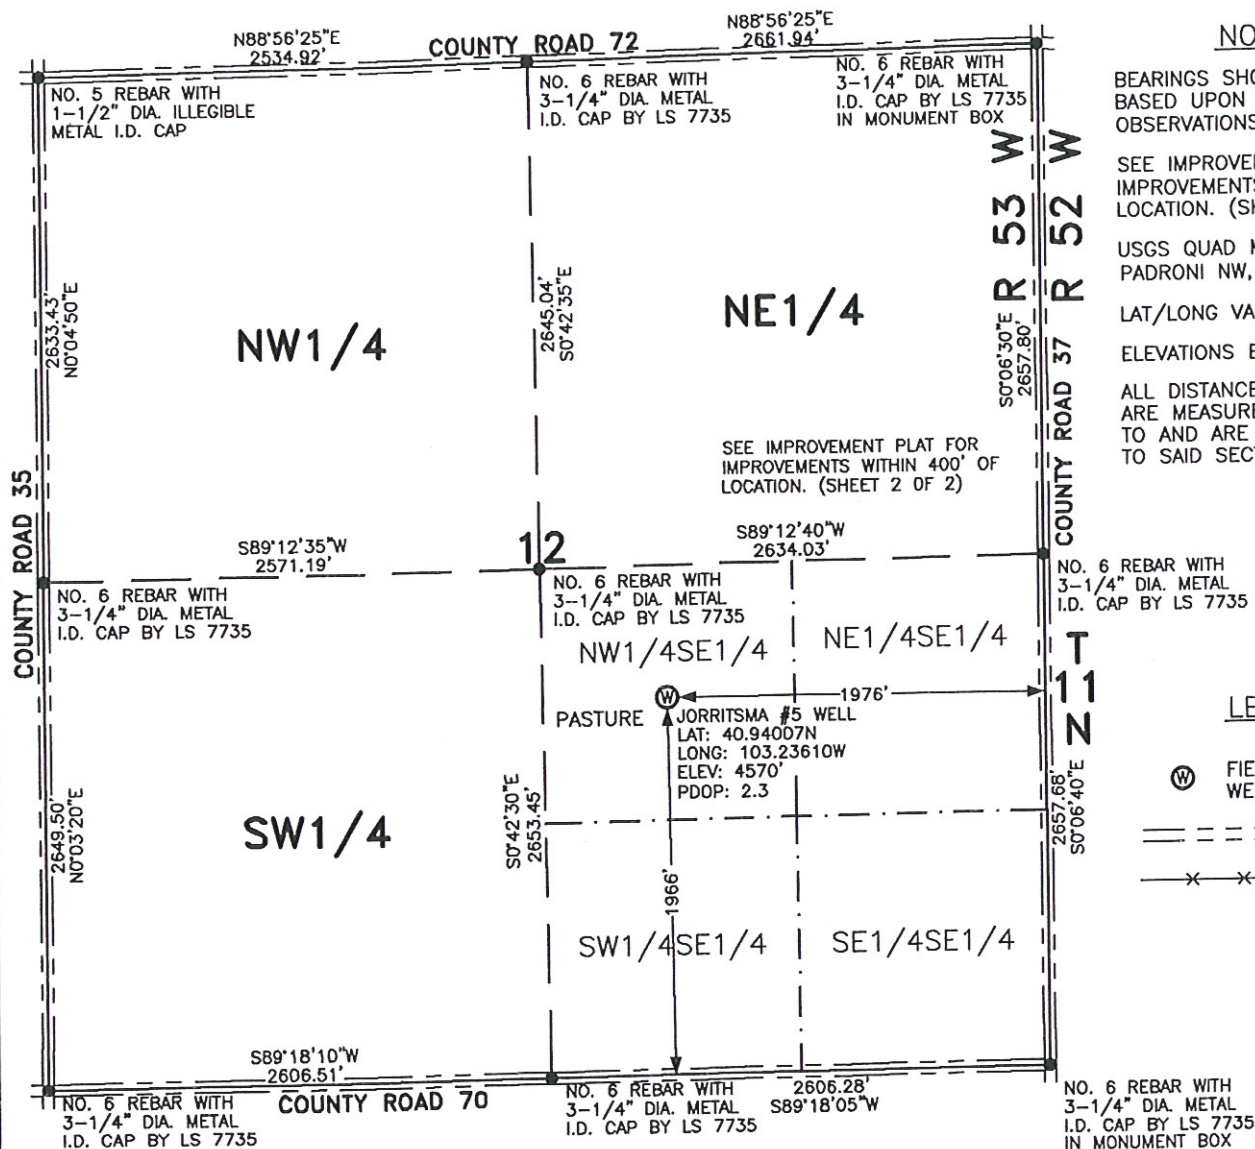 N88°56'25"E
2534.92'
COUNTY ROAD 72
N88°56'25"E
2661.94'
NO. 5 REBAR WITH
1-1/2" DIA. ILLEGIBLE
METAL I.D. CAP
NO. 6 REBAR WITH
3-1/4" DIA. METAL
I.D. CAP BY LS 7735
NO. 6 REBAR WITH
3-1/4" DIA. METAL
I.D. CAP BY LS 7735
IN MONUMENT BOX
BEARINGS
BASED UPON
OBSERVATIONS
SEE
IMPROVEMENTS
LOCATION.
USGS QUAD
PADRONI NW,
LAT/LONG
ELEVATIONS
ALL
ARE
TO AND ARE
TO SAID
R 53 W
R 52 W
2633.43'
N0°04'50"E
NW1/4
2645.04'
S0°42'35"E
NE1/4
S0°06'30"E
2657.80'
COUNTY ROAD 37
SEE IMPROVEMENT PLAT FOR
IMPROVEMENTS WITHIN 400' OF
LOCATION. (SHEET 2 OF 2)
COUNTY ROAD 35
S89°12'35"W
2571.19'
12
S89°12'40"W
2634.03'
NO. 6 REBAR WITH
3-1/4" DIA. METAL
I.D. CAP BY LS 7735
NO. 6 REBAR WITH
3-1/4" DIA. METAL
I.D. CAP BY LS 7735
NO. 6 REBAR WITH
3-1/4" DIA. METAL
I.D. CAP BY LS 7735
NW1/4SE1/4
NE1/4SE1/4
T
11
N
W
1976'
PASTURE
JORRITSMA #5 WELL
LAT: 40.94007N
LONG: 103.23610W
ELEV: 4570'
PDOP: 2.3
W
2649.50'
N0°03'20"E
SW1/4
S0°42'30"E
2653.45'
2657.68'
S0°06'40"E
1966'
SW1/4SE1/4
SE1/4SE1/4
S89°18'10"W
2606.51'
COUNTY ROAD 70
2606.28'
S89°18'05"W
NO. 6 REBAR WITH
3-1/4" DIA. METAL
I.D. CAP BY LS 7735
NO. 6 REBAR WITH
3-1/4" DIA. METAL
I.D. CAP BY LS 7735
NO. 6 REBAR WITH
3-1/4" DIA. METAL
I.D. CAP BY LS 7735
IN MONUMENT BOX